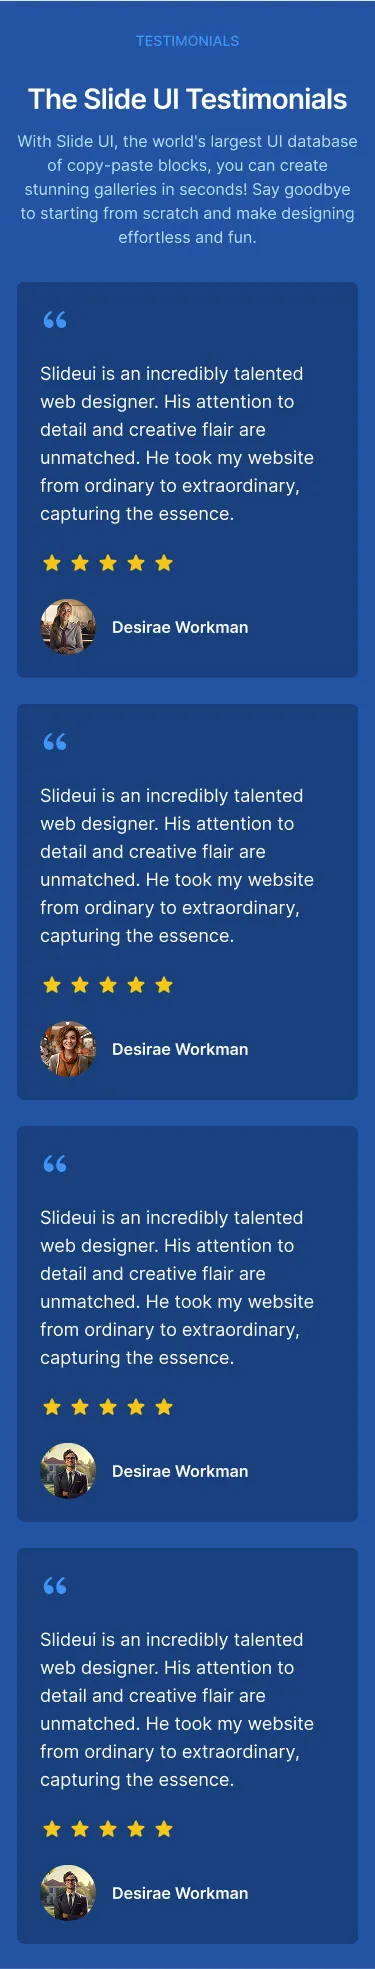 TESTIMONIALS
The Slide UI Testimonials
With Slide UI, the world's largest UI database
of copy-paste blocks, you can create
stunning galleries in seconds! Say goodbye
to starting from scratch and make designing
effortless and fun.
“
Slideui is an incredibly talented
web designer. His attention to
detail and creative flair are
unmatched. He took my website
from ordinary to extraordinary,
capturing the essence.
Desirae Workman
“
Slideui is an incredibly talented
web designer. His attention to
detail and creative flair are
unmatched. He took my website
from ordinary to extraordinary,
capturing the essence.
Desirae Workman
“
Slideui is an incredibly talented
web designer. His attention to
detail and creative flair are
unmatched. He took my website
from ordinary to extraordinary,
capturing the essence.
Desirae Workman
“
Slideui is an incredibly talented
web designer. His attention to
detail and creative flair are
unmatched. He took my website
from ordinary to extraordinary,
capturing the essence.
Desirae Workman